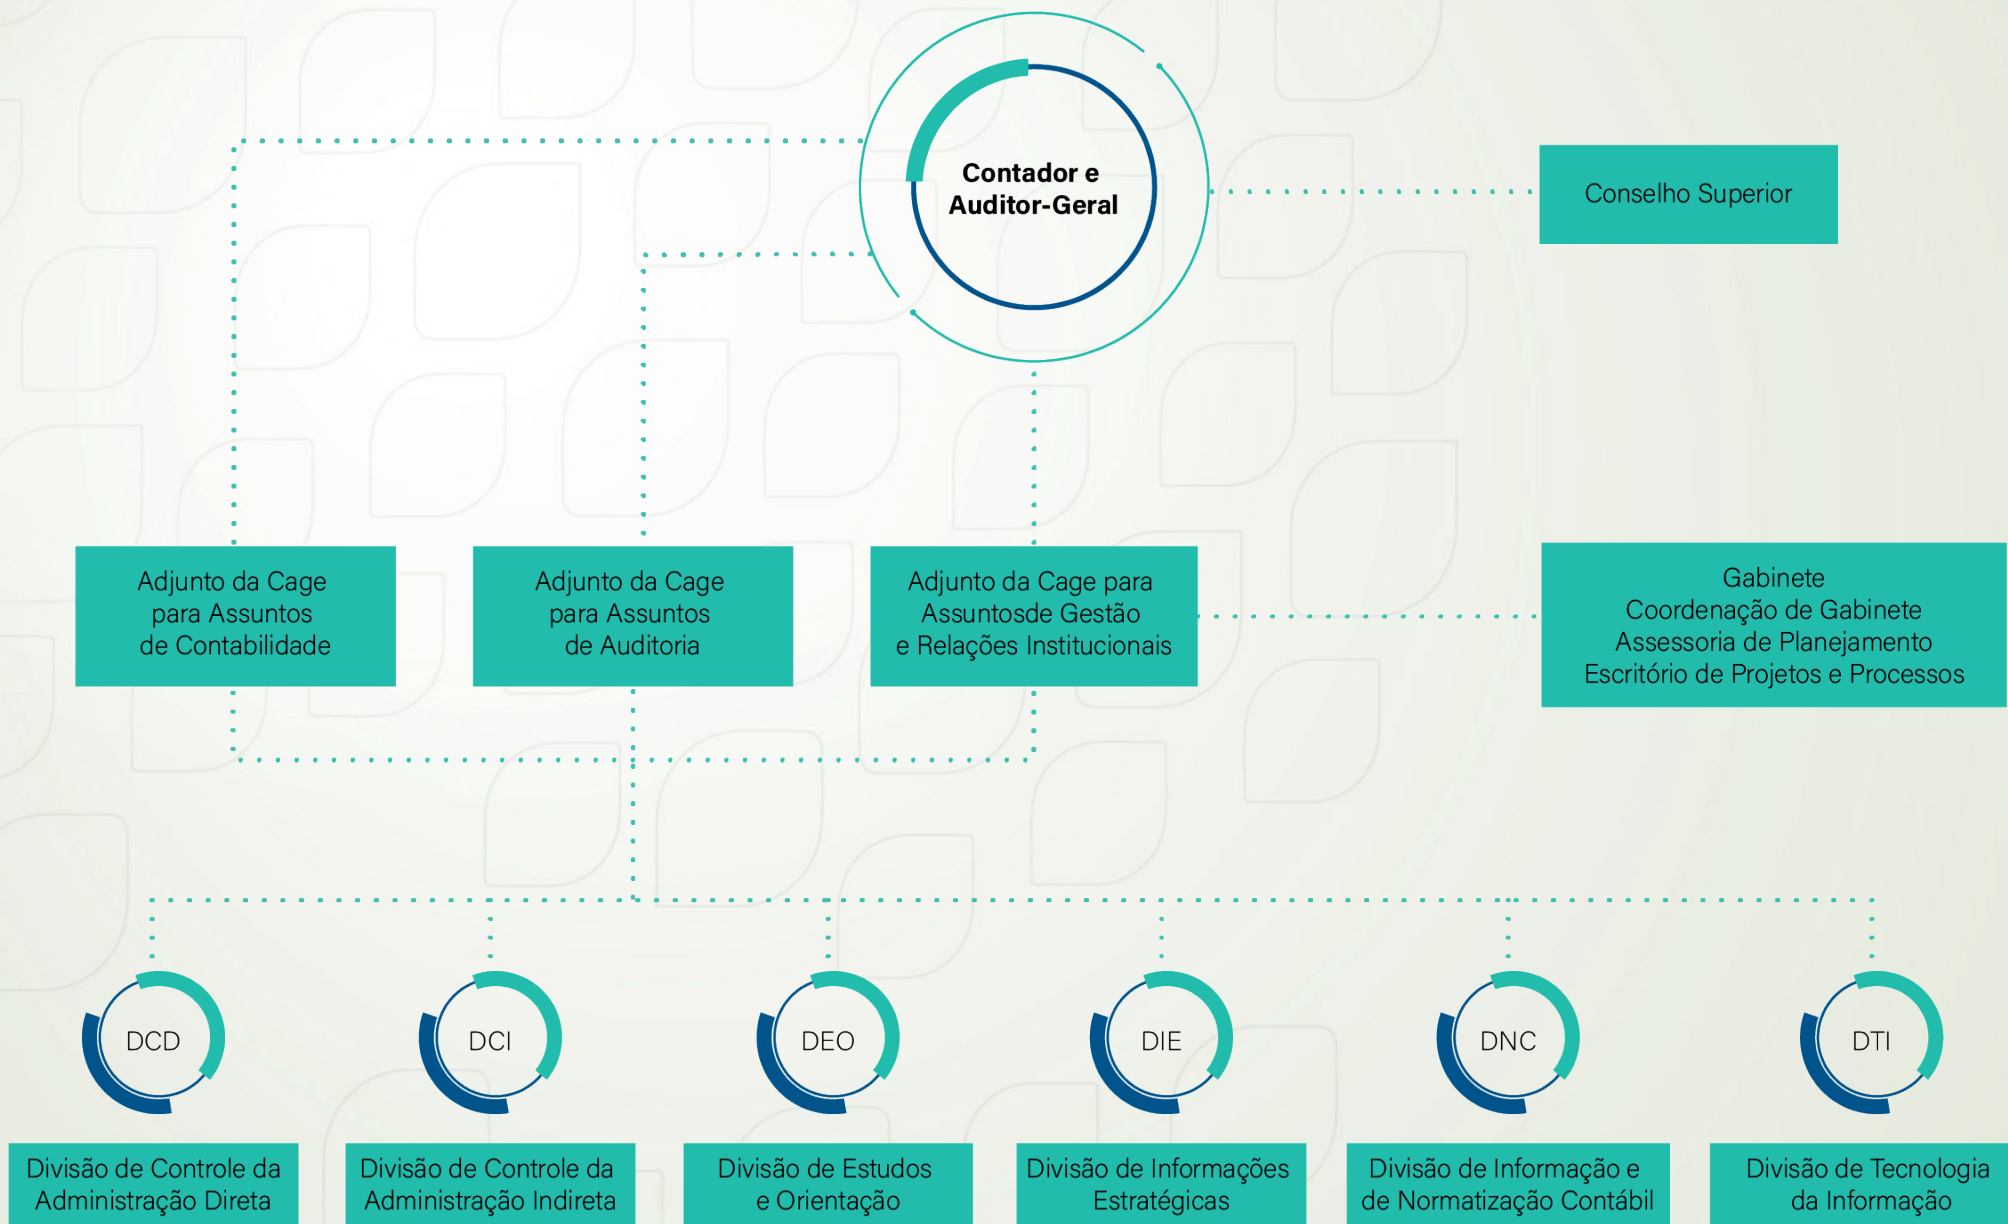 Contador e
Auditor-Geral
Conselho Superior
Adjunto da Cage
para Assuntos
de Contabilidade
Adjunto da Cage
para Assuntos
de Auditoria
Adjunto da Cage para
Assuntosde Gestão
e Relações Institucionais
Gabinete
Coordenação de Gabinete
Assessoria de Planejamento
Escritório de Projetos e Processos
DCD
DCI
DEO
DIE
DNC
DTI
Divisão de Controle da
Administração Direta
Divisão de Controle da
Administração Indireta
Divisão de Estudos
e Orientação
Divisão de Informações
Estratégicas
Divisão de Informação e
de Normatização Contábil
Divisão de Tecnologia
da Informação